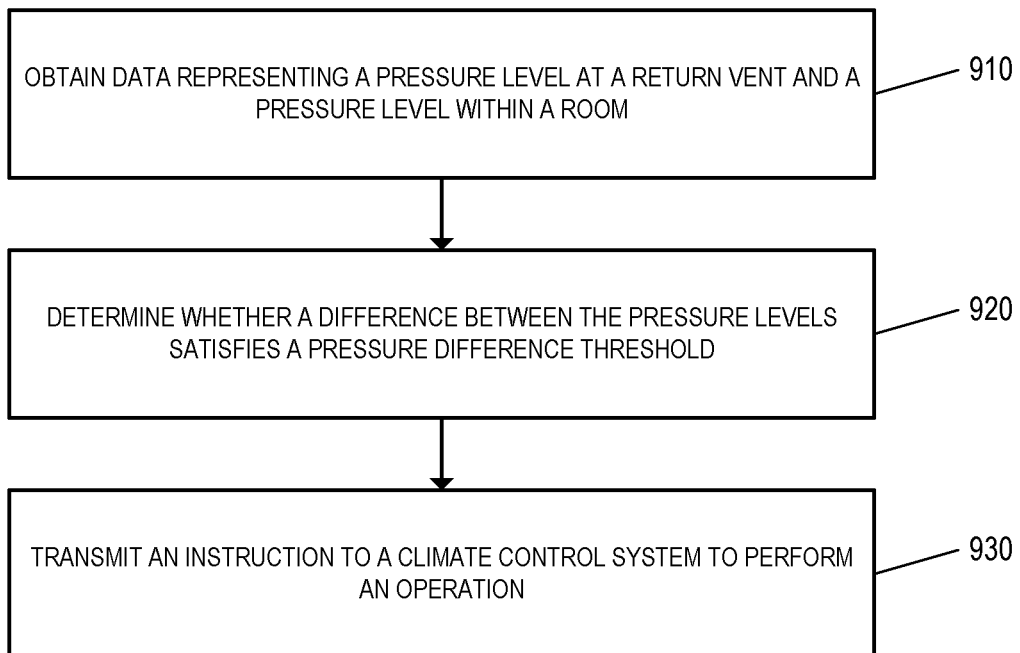 OBTAIN DATA REPRESENTING A PRESSURE LEVEL AT A RETURN VENT AND A
PRESSURE LEVEL WITHIN A ROOM
910
DETERMINE WHETHER A DIFFERENCE BETWEEN THE PRESSURE LEVELS
SATISFIES A PRESSURE DIFFERENCE THRESHOLD
920
TRANSMIT AN INSTRUCTION TO A CLIMATE CONTROL SYSTEM TO PERFORM
AN OPERATION
930